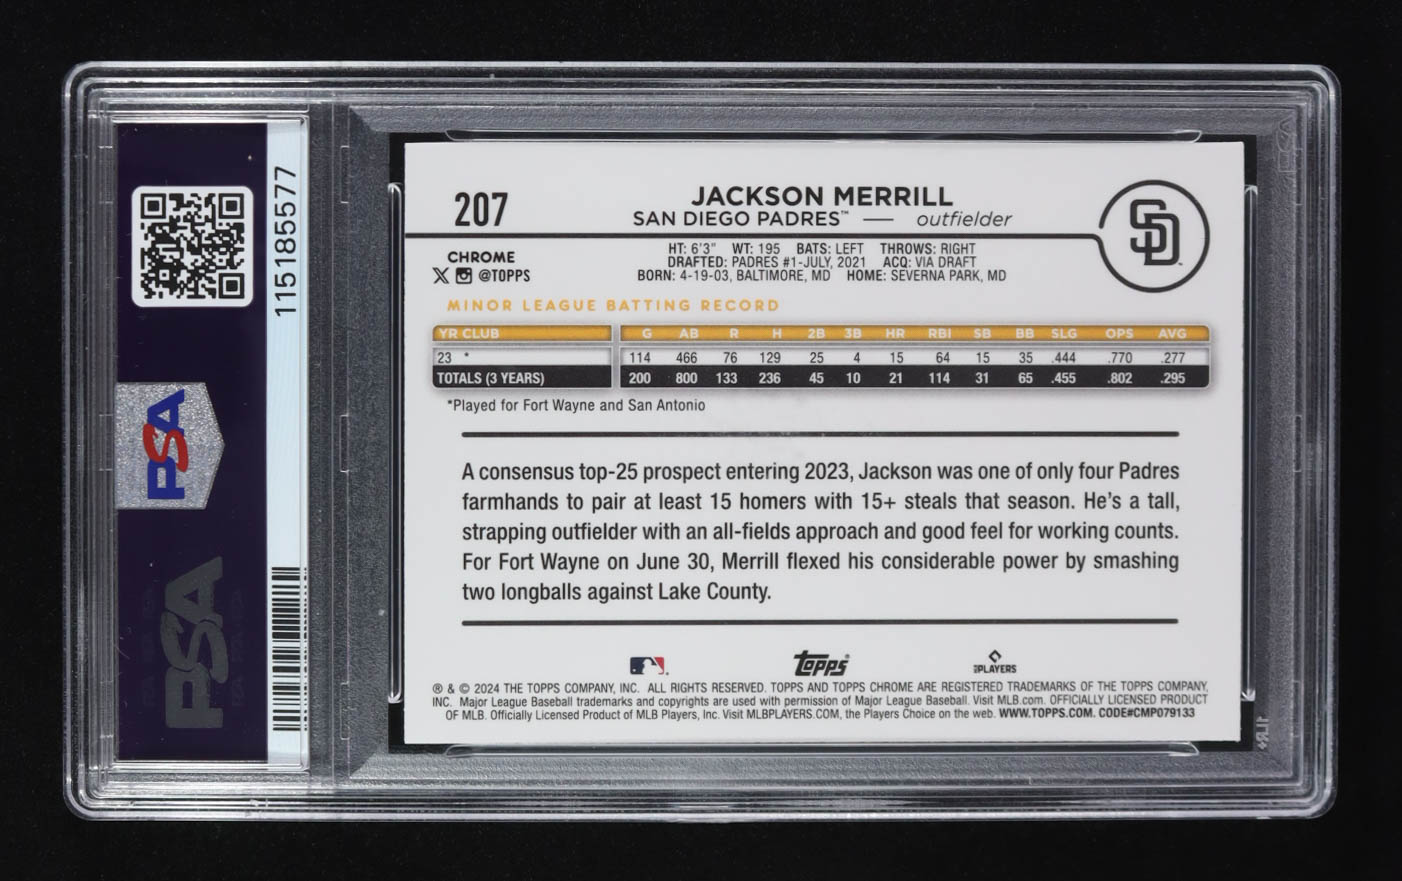 115185577
PSA
PSA
207
JACKSON MERRILL
SAN DIEGO PADRES™ — outfielder
SD
CHROME
@TOPPS
HT: 6'3" WT: 195 BATS: LEFT THROWS: RIGHT
DRAFTED: PADRES #1-JULY, 2021 ACQ: VIA DRAFT
BORN: 4-19-03, BALTIMORE, MD HOME: SEVERNA PARK, MD
MINOR LEAGUE BATTING RECORD
YR CLUB G AB R H 2B 3B HR RBI SB BB SLG OPS AVG
23 * 114 466 76 129 25 4 15 64 15 35 .444 .770 .277
TOTALS (3 YEARS) 200 800 133 236 45 10 21 114 31 65 .455 .802 .295
*Played for Fort Wayne and San Antonio
A consensus top-25 prospect entering 2023, Jackson was one of only four Padres
farmhands to pair at least 15 homers with 15+ steals that season. He's a tall,
strapping outfielder with an all-fields approach and good feel for working counts.
For Fort Wayne on June 30, Merrill flexed his considerable power by smashing
two longballs against Lake County.
Topps
PLAYERS
® & © 2024 THE TOPPS COMPANY, INC. ALL RIGHTS RESERVED. TOPPS AND TOPPS CHROME ARE REGISTERED TRADEMARKS OF THE TOPPS COMPANY,
INC. Major League Baseball trademarks and copyrights are used with permission of Major League Baseball. Visit MLB.com. OFFICIALLY LICENSED PRODUCT
OF MLB. Officially Licensed Product of MLB Players, Inc. Visit MLBPLAYERS.COM, the Players Choice on the web. WWW.TOPPS.COM. CODE#CMP079133